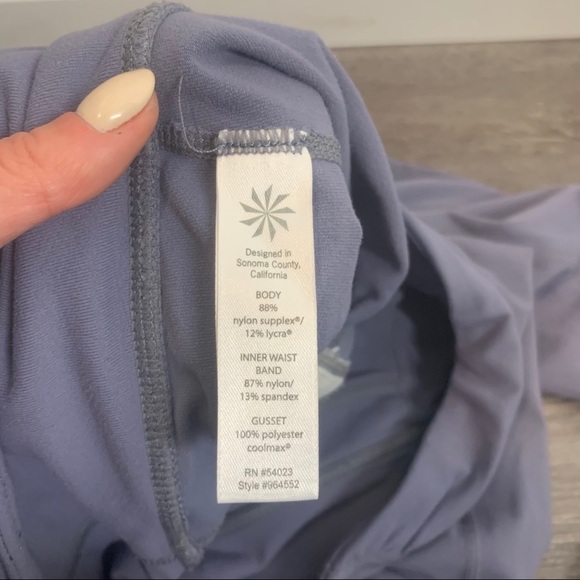 Designed in
Sonoma County,
California
BODY
88%
nylon supplex®/
12% lycra®
INNER WAIST
BAND
87% nylon/
13% spandex
GUSSET
100% polyester
coolmax®
RN #54023
Style #964552